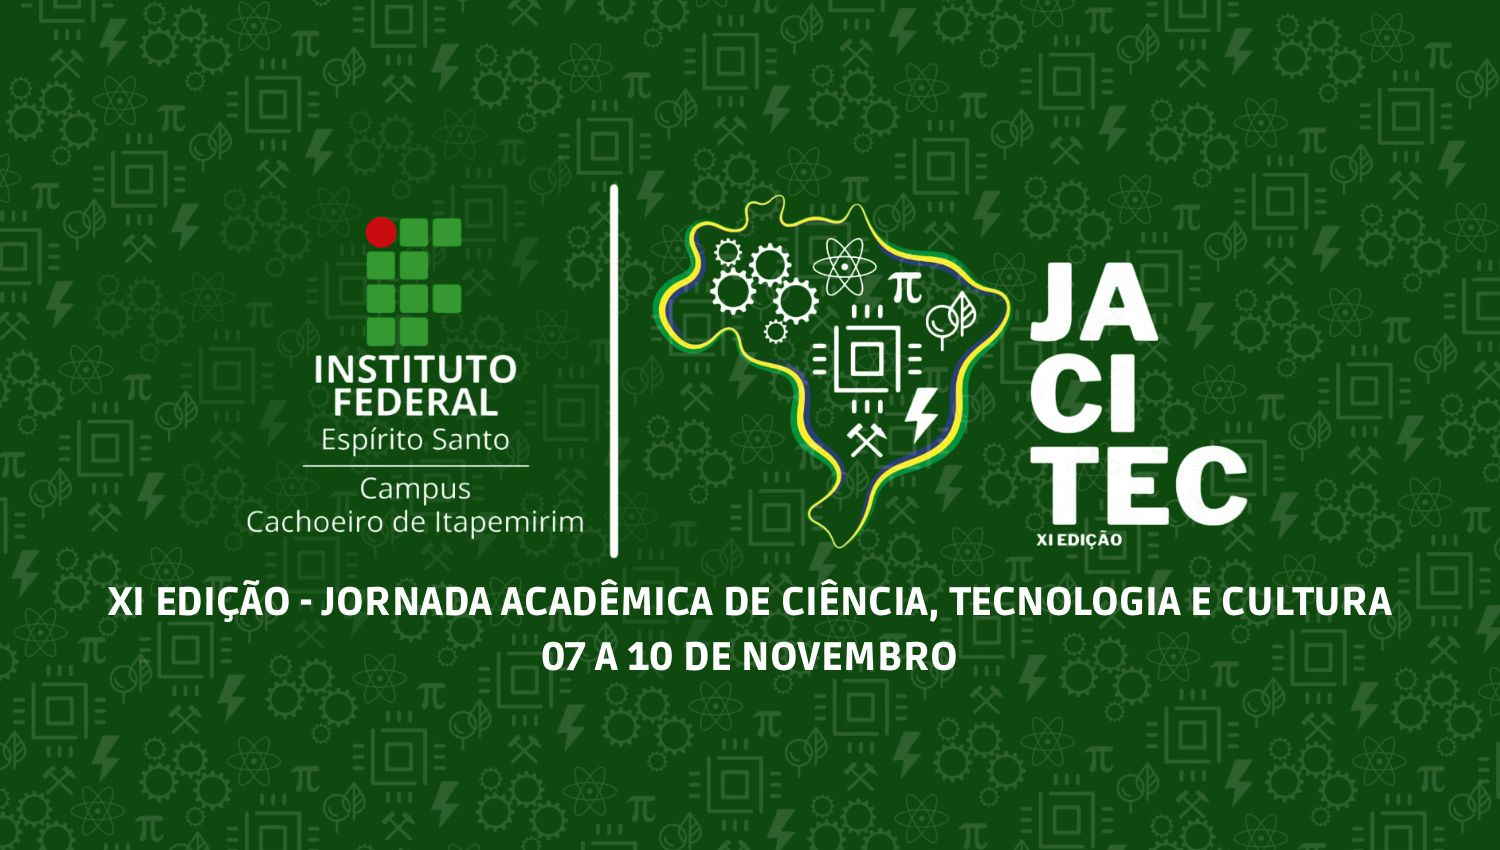 INSTITUTO
FEDERAL
Espírito Santo
Campus
Cachoeiro de Itapemirim
π
JA
CI
TEC
XI EDIÇÃO
XI EDIÇÃO - JORNADA ACADÊMICA DE CIÊNCIA, TECNOLOGIA E CULTURA
07 A 10 DE NOVEMBRO